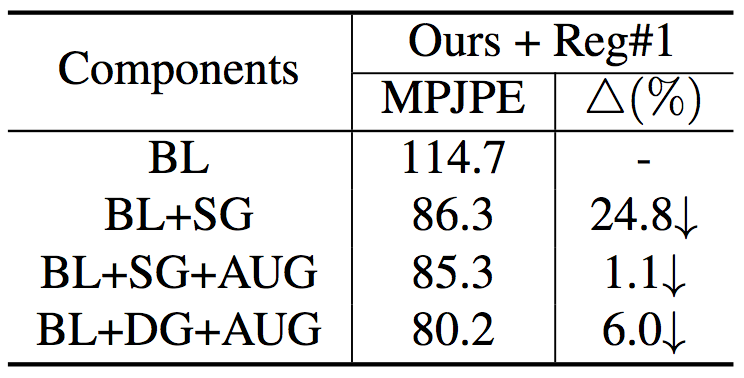 Components Ours + Reg#1
MPJPE △(%)
BL 114.7 -
BL+SG 86.3 24.8↓
BL+SG+AUG 85.3 1.1↓
BL+DG+AUG 80.2 6.0↓